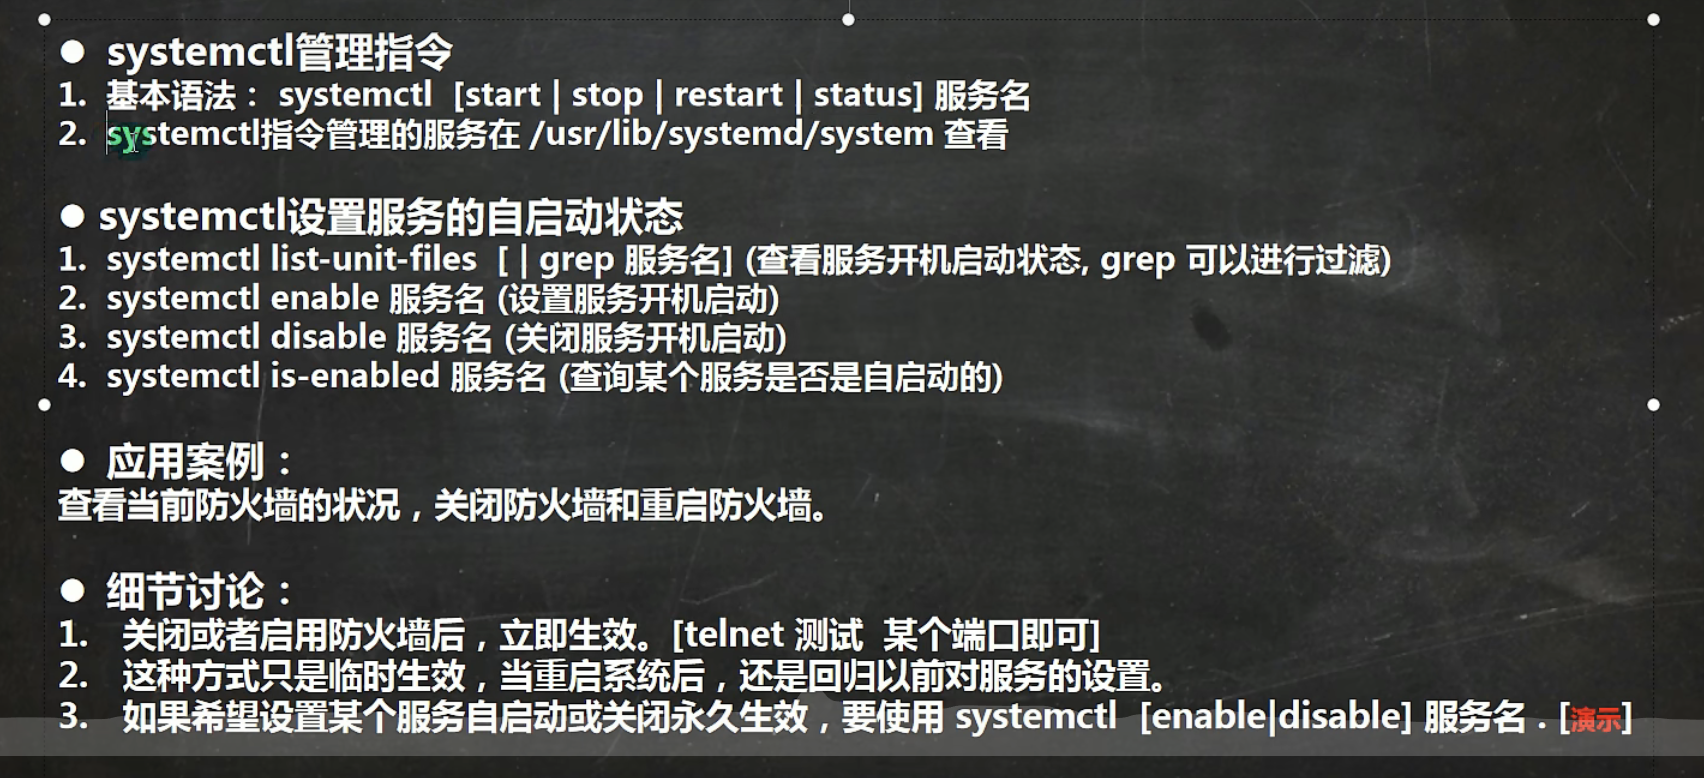 ● systemctl管理指令
1. 基本语法： systemctl [start | stop | restart | status] 服务名
2. systemctl指令管理的服务在 /usr/lib/systemd/system 查看
● systemctl设置服务的自启动状态
1. systemctl list-unit-files [ | grep 服务名] (查看服务开机启动状态, grep 可以进行过滤)
2. systemctl enable 服务名 (设置服务开机启动)
3. systemctl disable 服务名 (关闭服务开机启动)
4. systemctl is-enabled 服务名 (查询某个服务是否是自启动的)
● 应用案例：
查看当前防火墙的状况，关闭防火墙和重启防火墙。
● 细节讨论：
1. 关闭或者启用防火墙后，立即生效。[telnet 测试 某个端口即可]
2. 这种方式只是临时生效，当重启系统后，还是回归以前对服务的设置。
3. 如果希望设置某个服务自启动或关闭永久生效，要使用 systemctl [enable|disable] 服务名 . [演示]